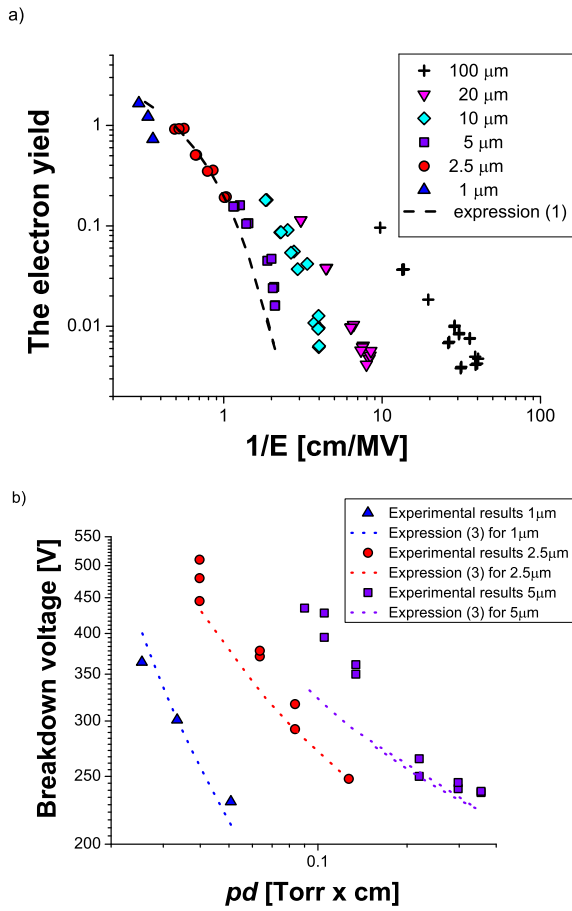 a)
The electron yield
1
0.1
0.01
1
10
100
1/E [cm/MV]
100 μm
20 μm
10 μm
5 μm
2.5 μm
1 μm
expression (1)
b)
Breakdown voltage [V]
550
500
450
400
350
300
250
200
0.1
pd [Torr x cm]
Experimental results 1μm
Expression (3) for 1μm
Experimental results 2.5μm
Expression (3) for 2.5μm
Experimental results 5μm
Expression (3) for 5μm